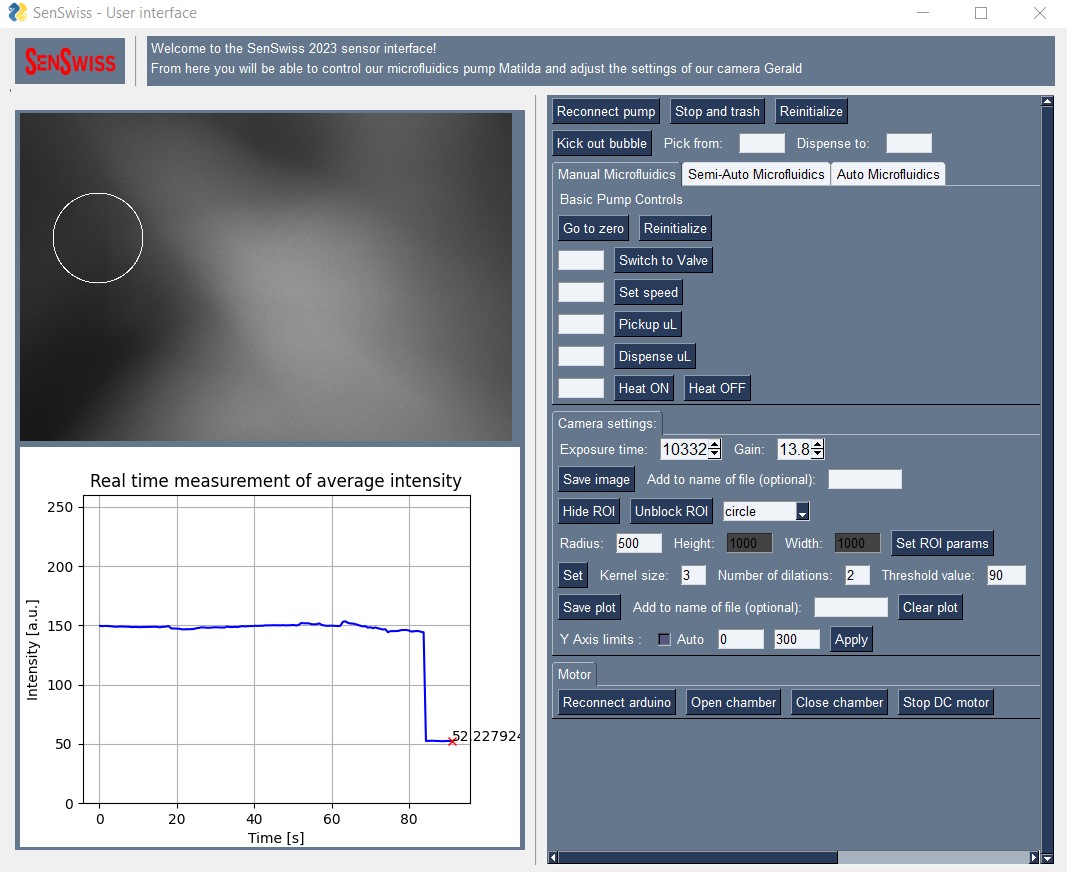 SenSwiss - User interface
SENSWISS
Welcome to the SenSwiss 2023 sensor interface!
From here you will be able to control our microfluidics pump Matilda and adjust the settings of our camera Gerald
Reconnect pump Stop and trash Reinitialize
Kick out bubble Pick from: Dispense to:
Manual Microfluidics Semi-Auto Microfluidics Auto Microfluidics
Basic Pump Controls
Go to zero Reinitialize
Switch to Valve
Set speed
Pickup uL
Dispense uL
Heat ON Heat OFF
Camera settings:
Exposure time: 10332 Gain: 13.8
Save image Add to name of file (optional):
Hide ROI Unblock ROI circle
Radius: 500 Height: 1000 Width: 1000 Set ROI params
Set Kernel size: 3 Number of dilations: 2 Threshold value: 90
Save plot Add to name of file (optional): Clear plot
Y Axis limits : Auto 0 300 Apply
Motor
Reconnect arduino Open chamber Close chamber Stop DC motor
Real time measurement of average intensity
Intensity [a.u.]
250
200
150
100
50
0
52.227924
0 20 40 60 80
Time [s]